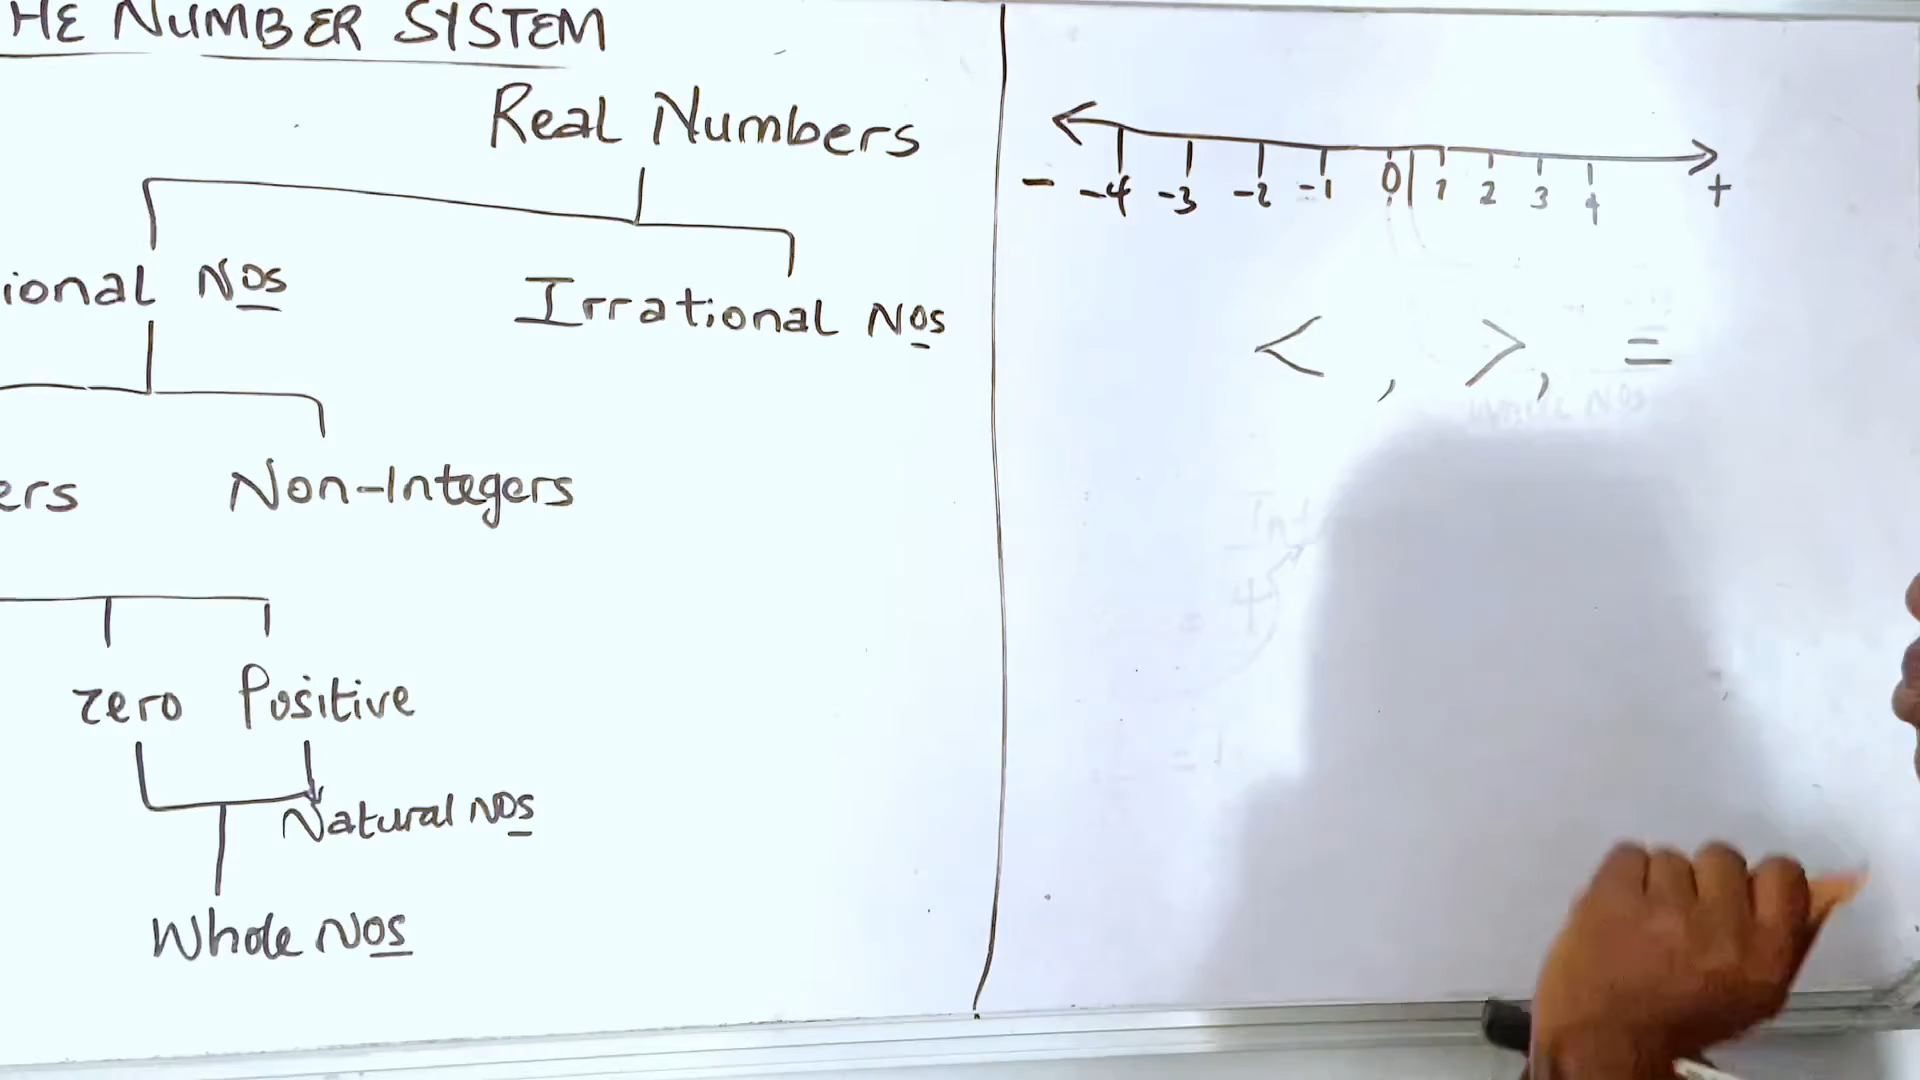 HE NUMBER SYSTEM
Real Numbers
ional Nos
Irrational Nos
ers
Non-Integers
zero
Positive
Natural Nos
Whole Nos
- -4 -3 -2 -1 0 1 2 3 4 +
< , >, =